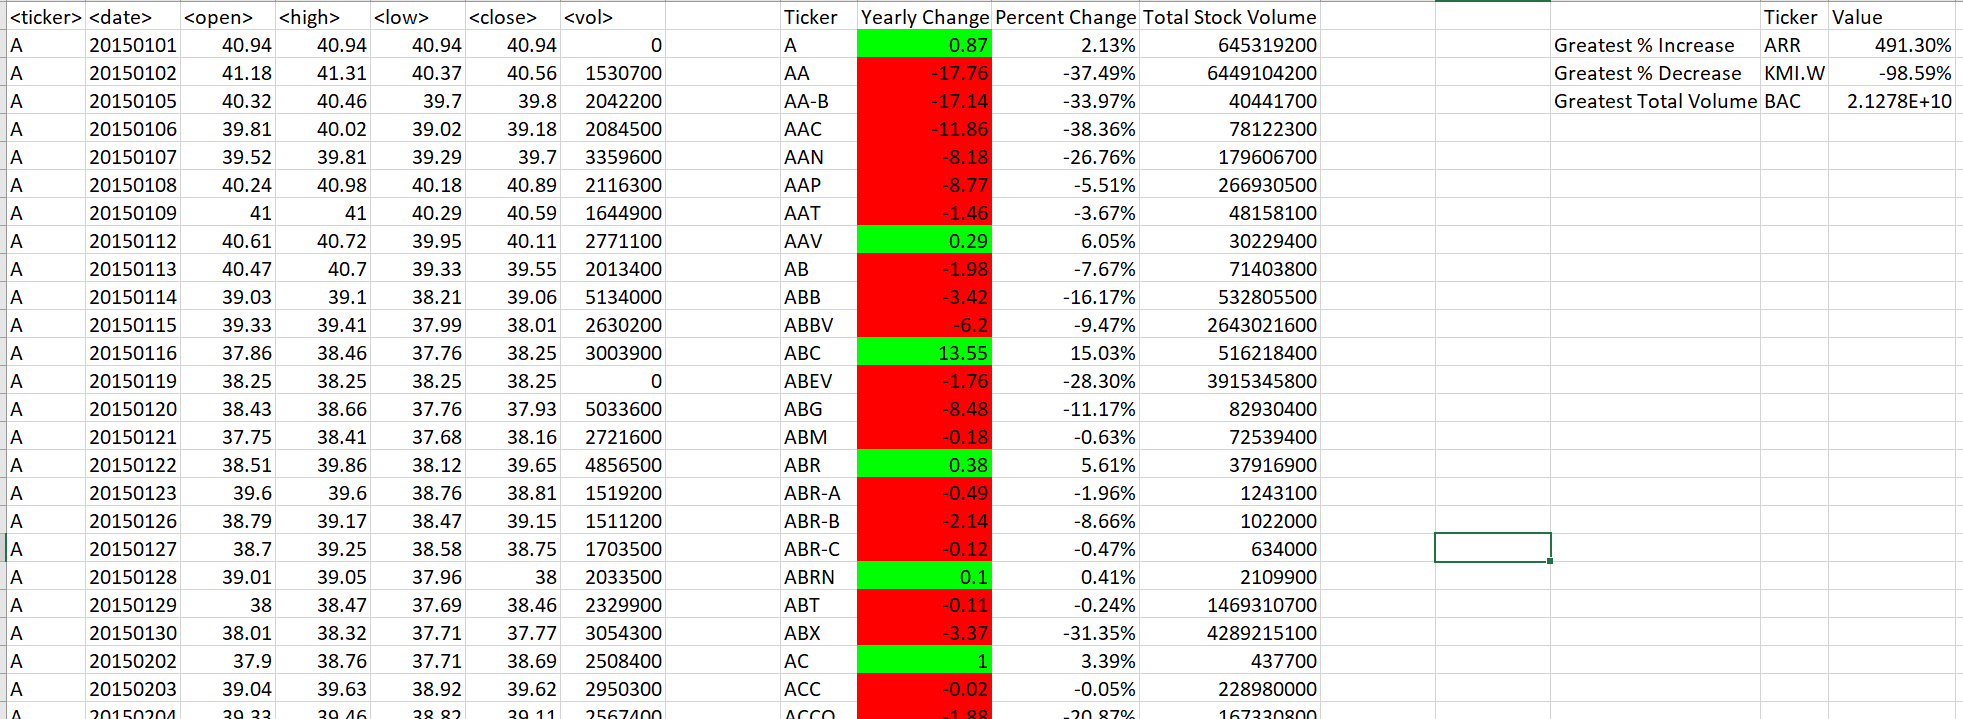 <ticker> <date> <open> <high> <low> <close> <vol> Ticker Yearly Change Percent Change Total Stock Volume Ticker Value
A 20150101 40.94 40.94 40.94 40.94 0 A 0.87 2.13% 645319200 Greatest % Increase ARR 491.30%
A 20150102 41.18 41.31 40.37 40.56 1530700 AA -17.76 -37.49% 6449104200 Greatest % Decrease KMI.W -98.59%
A 20150105 40.32 40.46 39.7 39.8 2042200 AA-B -17.14 -33.97% 40441700 Greatest Total Volume BAC 2.1278E+10
A 20150106 39.81 40.02 39.02 39.18 2084500 AAC -11.86 -38.36% 78122300
A 20150107 39.52 39.81 39.29 39.7 3359600 AAN -8.18 -26.76% 179606700
A 20150108 40.24 40.98 40.18 40.89 2116300 AAP -8.77 -5.51% 266930500
A 20150109 41 41 40.29 40.59 1644900 AAT -1.46 -3.67% 48158100
A 20150112 40.61 40.72 39.95 40.11 2771100 AAV 0.29 6.05% 30229400
A 20150113 40.47 40.7 39.33 39.55 2013400 AB -1.98 -7.67% 71403800
A 20150114 39.03 39.1 38.21 39.06 5134000 ABB -3.42 -16.17% 532805500
A 20150115 39.33 39.41 37.99 38.01 2630200 ABBV -6.2 -9.47% 2643021600
A 20150116 37.86 38.46 37.76 38.25 3003900 ABC 13.55 15.03% 516218400
A 20150119 38.25 38.25 38.25 38.25 0 ABEV -1.76 -28.30% 3915345800
A 20150120 38.43 38.66 37.76 37.93 5033600 ABG -8.48 -11.17% 82930400
A 20150121 37.75 38.41 37.68 38.16 2721600 ABM -0.18 -0.63% 72539400
A 20150122 38.51 39.86 38.12 39.65 4856500 ABR 0.38 5.61% 37916900
A 20150123 39.6 39.6 38.76 38.81 1519200 ABR-A -0.49 -1.96% 1243100
A 20150126 38.79 39.17 38.47 39.15 1511200 ABR-B -2.14 -8.66% 1022000
A 20150127 38.7 39.25 38.58 38.75 1703500 ABR-C -0.12 -0.47% 634000
A 20150128 39.01 39.05 37.96 38 2033500 ABRN 0.1 0.41% 2109900
A 20150129 38 38.47 37.69 38.46 2329900 ABT -0.11 -0.24% 1469310700
A 20150130 38.01 38.32 37.71 37.77 3054300 ABX -3.37 -31.35% 4289215100
A 20150202 37.9 38.76 37.71 38.69 2508400 AC 1 3.39% 437700
A 20150203 39.04 39.63 38.92 39.62 2950300 ACC -0.02 -0.05% 228980000
A 20150204 39.33 39.46 38.82 39.11 2567400 ACCO -1.88 -20.87% 167330800